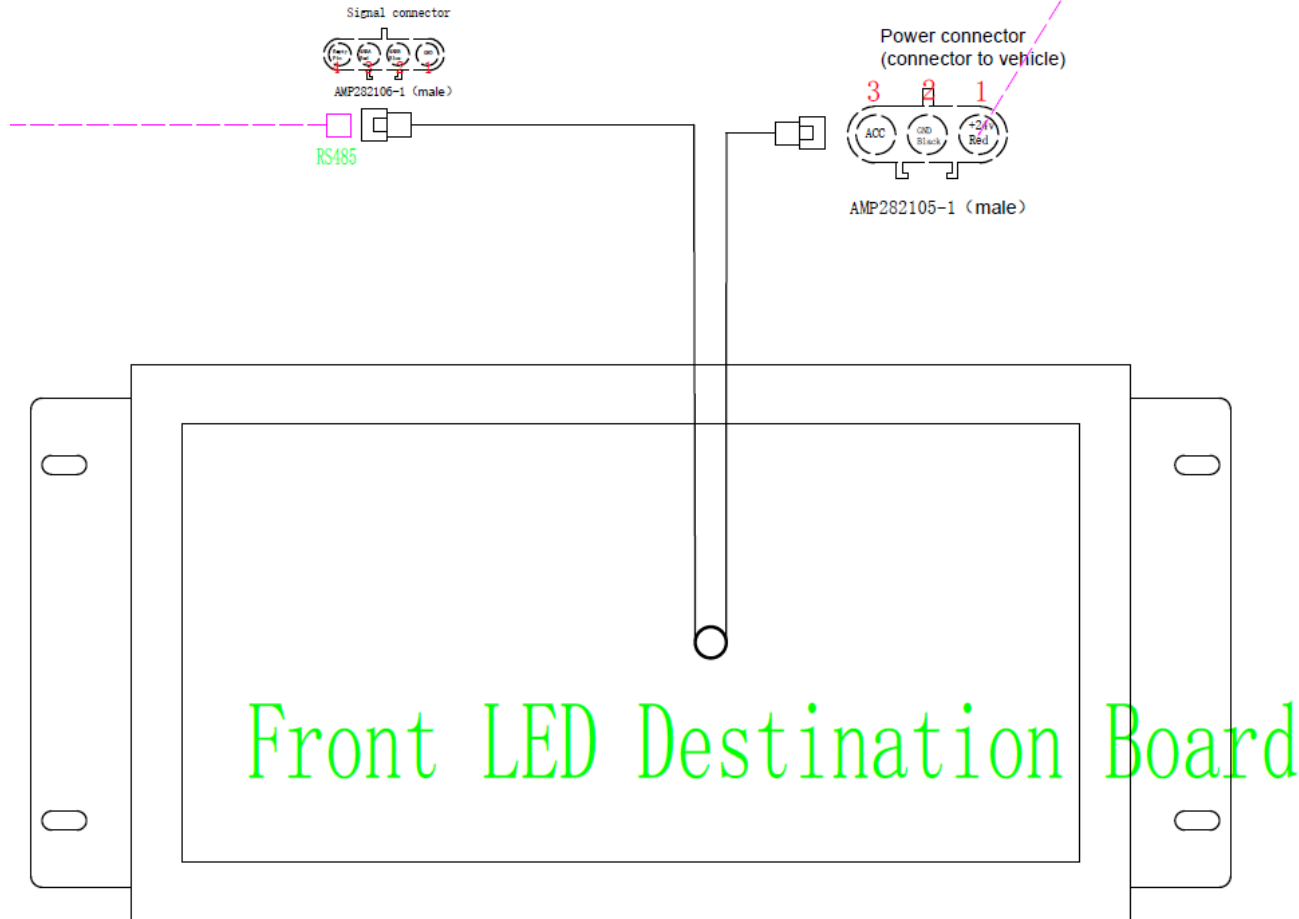 Signal connector
4 3 2 1
AMP282106-1（male）
RS485
Power connector
(connector to vehicle)
3 2 1
ACC
GND
Black
+24v
Red
AMP282105-1（male）
Front LED Destination Board